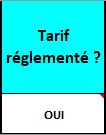 Tarif
réglementé ?
OUI